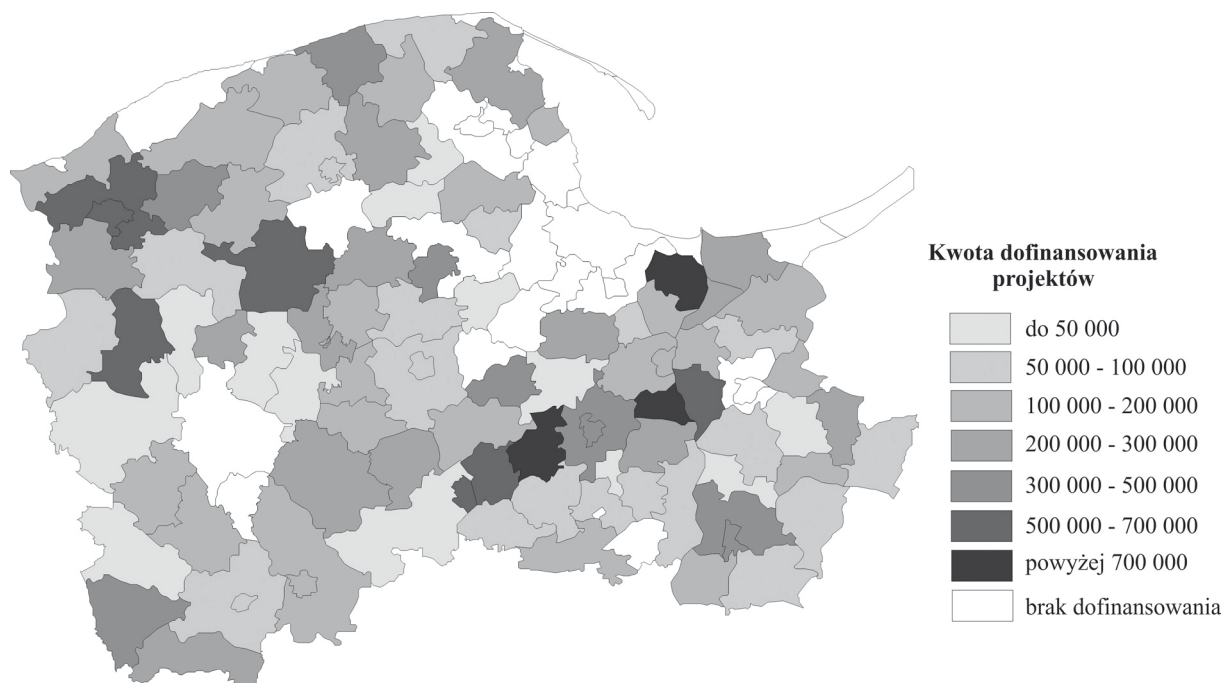 Kwota dofinansowania
projektów
do 50 000
50 000 - 100 000
100 000 - 200 000
200 000 - 300 000
300 000 - 500 000
500 000 - 700 000
powyżej 700 000
brak dofinansowania